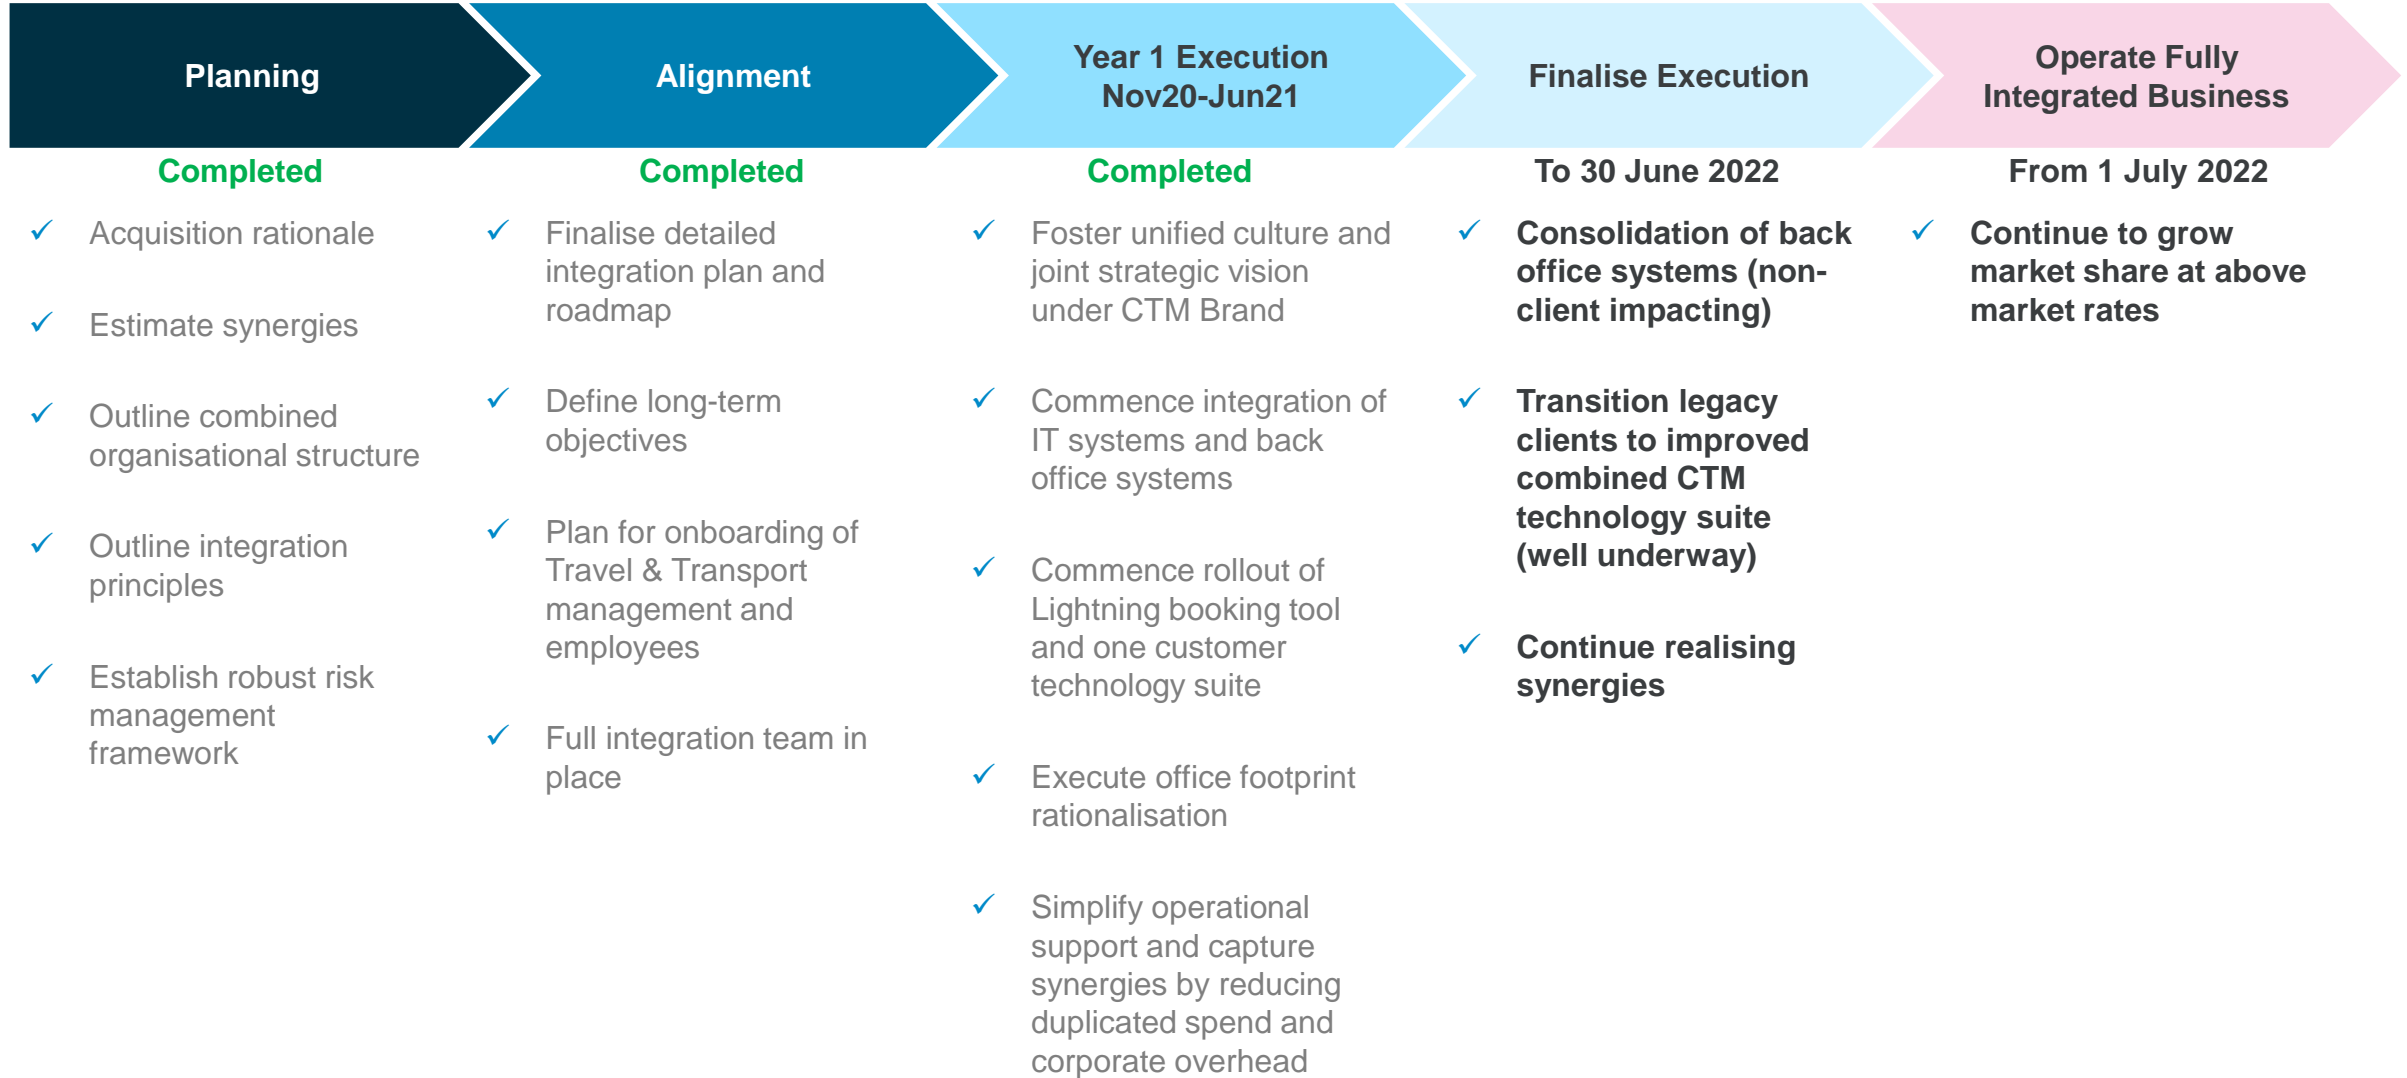 Planning
Alignment
Year 1 Execution
Nov20-Jun21
Finalise Execution
Operate Fully
Integrated Business
Completed
✓ Acquisition rationale
✓ Estimate synergies
✓ Outline combined
organisational structure
✓ Outline integration
principles
✓ Establish robust risk
management
framework
Completed
✓ Finalise detailed
integration plan and
roadmap
✓ Define long-term
objectives
✓ Plan for onboarding of
Travel & Transport
management and
employees
✓ Full integration team in
place
Completed
✓ Foster unified culture and
joint strategic vision
under CTM Brand
✓ Commence integration of
IT systems and back
office systems
✓ Commence rollout of
Lightning booking tool
and one customer
technology suite
✓ Execute office footprint
rationalisation
✓ Simplify operational
support and capture
synergies by reducing
duplicated spend and
corporate overhead
To 30 June 2022
✓ Consolidation of back
office systems (non-
client impacting)
✓ Transition legacy
clients to improved
combined CTM
technology suite
(well underway)
✓ Continue realising
synergies
From 1 July 2022
✓ Continue to grow
market share at above
market rates